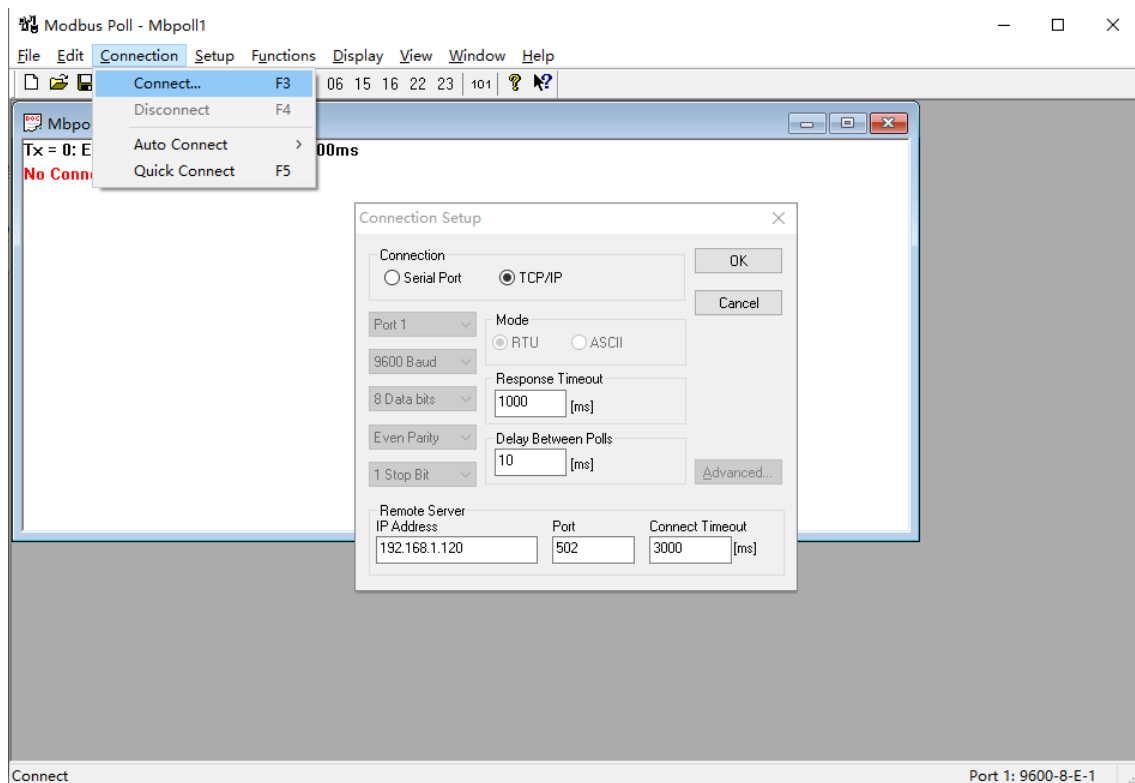 Modbus Poll - Mbpoll1
File Edit Connection Setup Functions Display View Window Help
06 15 16 22 23 101
Connect... F3
Disconnect F4
Auto Connect >
Quick Connect F5
Mbpo
Tx = 0: E 00ms
No Conn
Connection Setup
Connection
Serial Port TCP/IP
OK
Cancel
Port 1
Mode
RTU ASCII
9600 Baud
Response Timeout
8 Data bits
1000 [ms]
Even Parity
Delay Between Polls
10 [ms]
1 Stop Bit
Advanced...
Remote Server
IP Address Port Connect Timeout
192.168.1.120 502 3000 [ms]
Connect Port 1: 9600-8-E-1